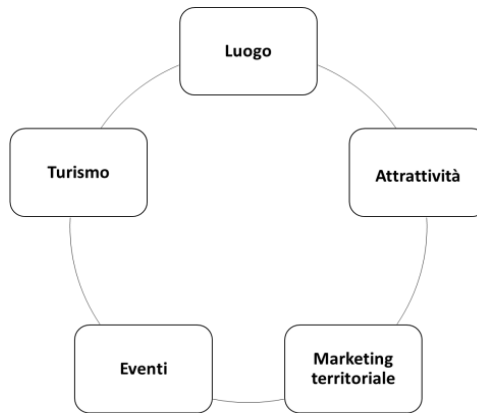 Luogo
Turismo
Attrattività
Eventi
Marketing
territoriale